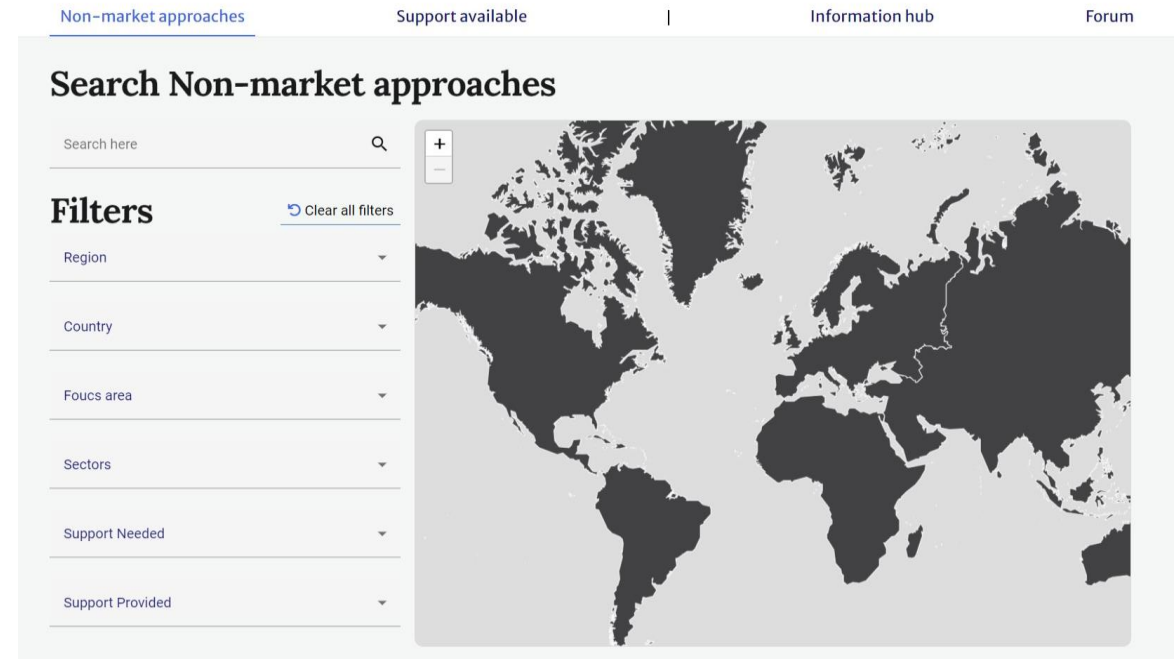 Non-market approaches Support available | Information hub Forum
Search Non-market approaches
Search here
+
−
Filters Clear all filters
Region
Country
Foucs area
Sectors
Support Needed
Support Provided